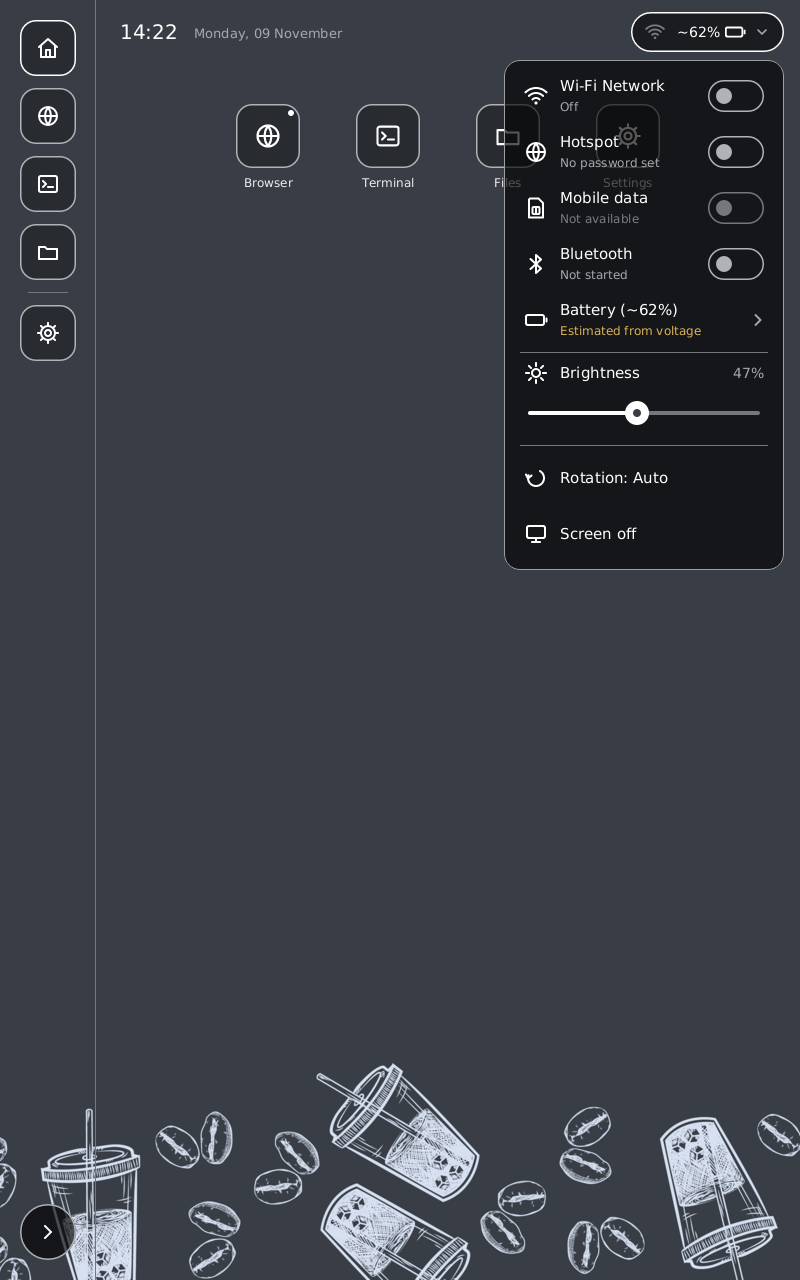 14:22 Monday, 09 November
~62%
Wi-Fi Network
Off
Hotspot
No password set
Mobile data
Not available
Bluetooth
Not started
Battery (~62%)
Estimated from voltage
Brightness 47%
Rotation: Auto
Screen off
Browser Terminal Files Settings